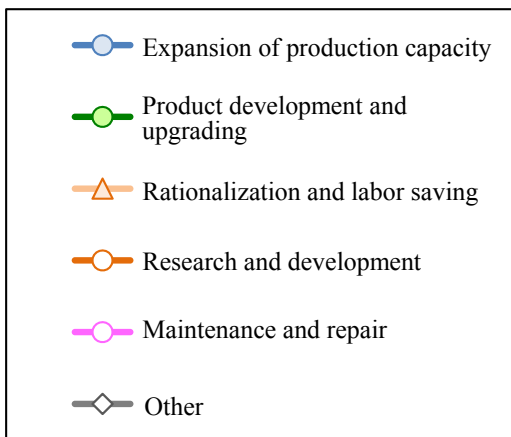 Expansion of production capacity
Product development and
upgrading
Rationalization and labor saving
Research and development
Maintenance and repair
Other